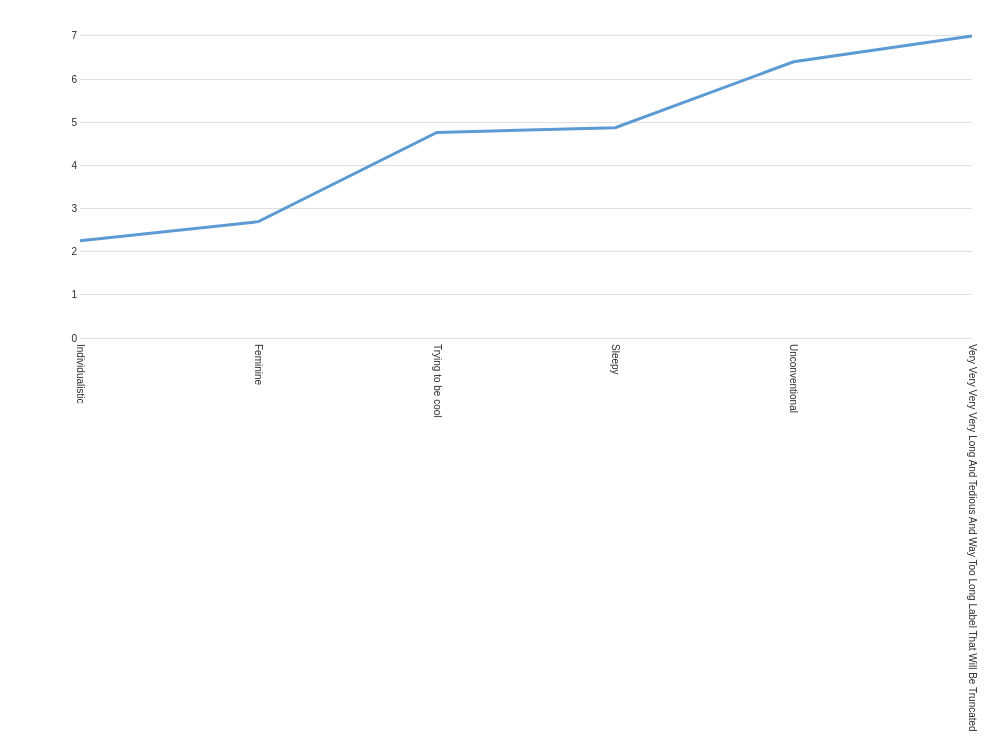 7
6
5
4
3
2
1
0
Individualistic
Feminine
Trying to be cool
Sleepy
Unconventional
Very Very Very Very Long And Tedious And Way Too Long Label That Will Be Truncated